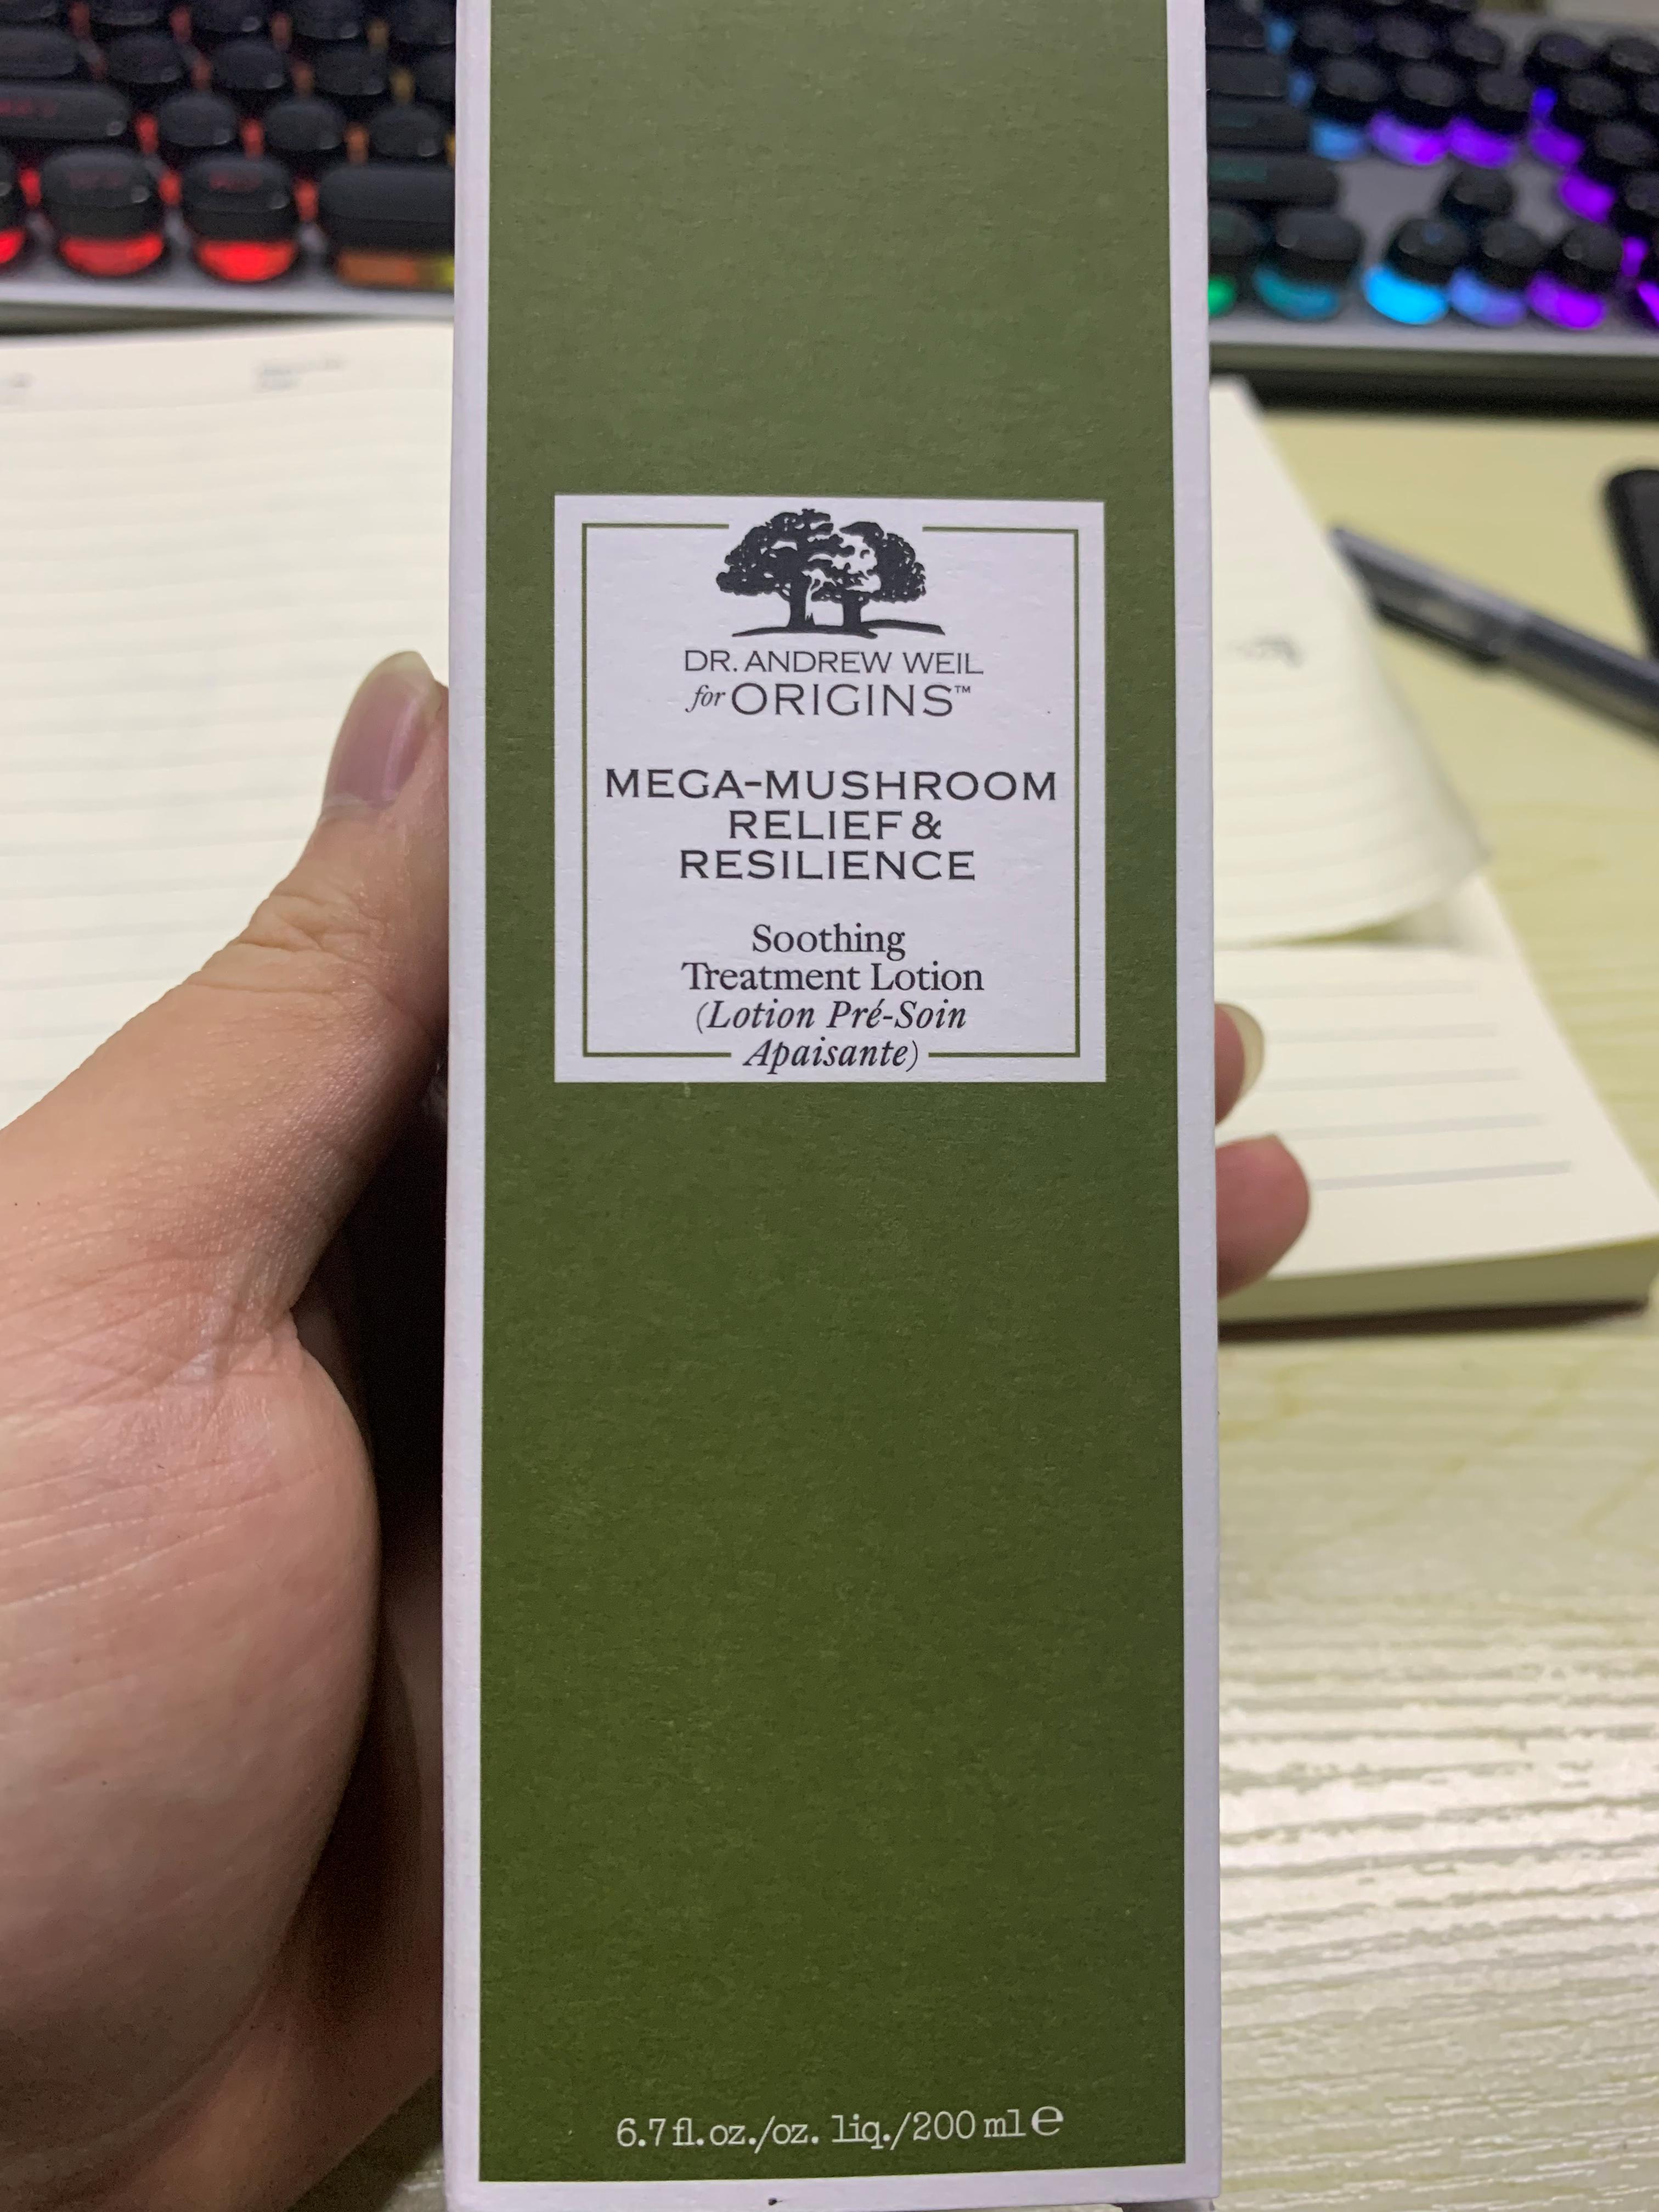 DR. ANDREW WEIL
for ORIGINS™
MEGA-MUSHROOM
RELIEF &
RESILIENCE
Soothing
Treatment Lotion
(Lotion Pré-Soin
Apaisante)
6.7 fl. oz./oz. liq./200 ml ℮